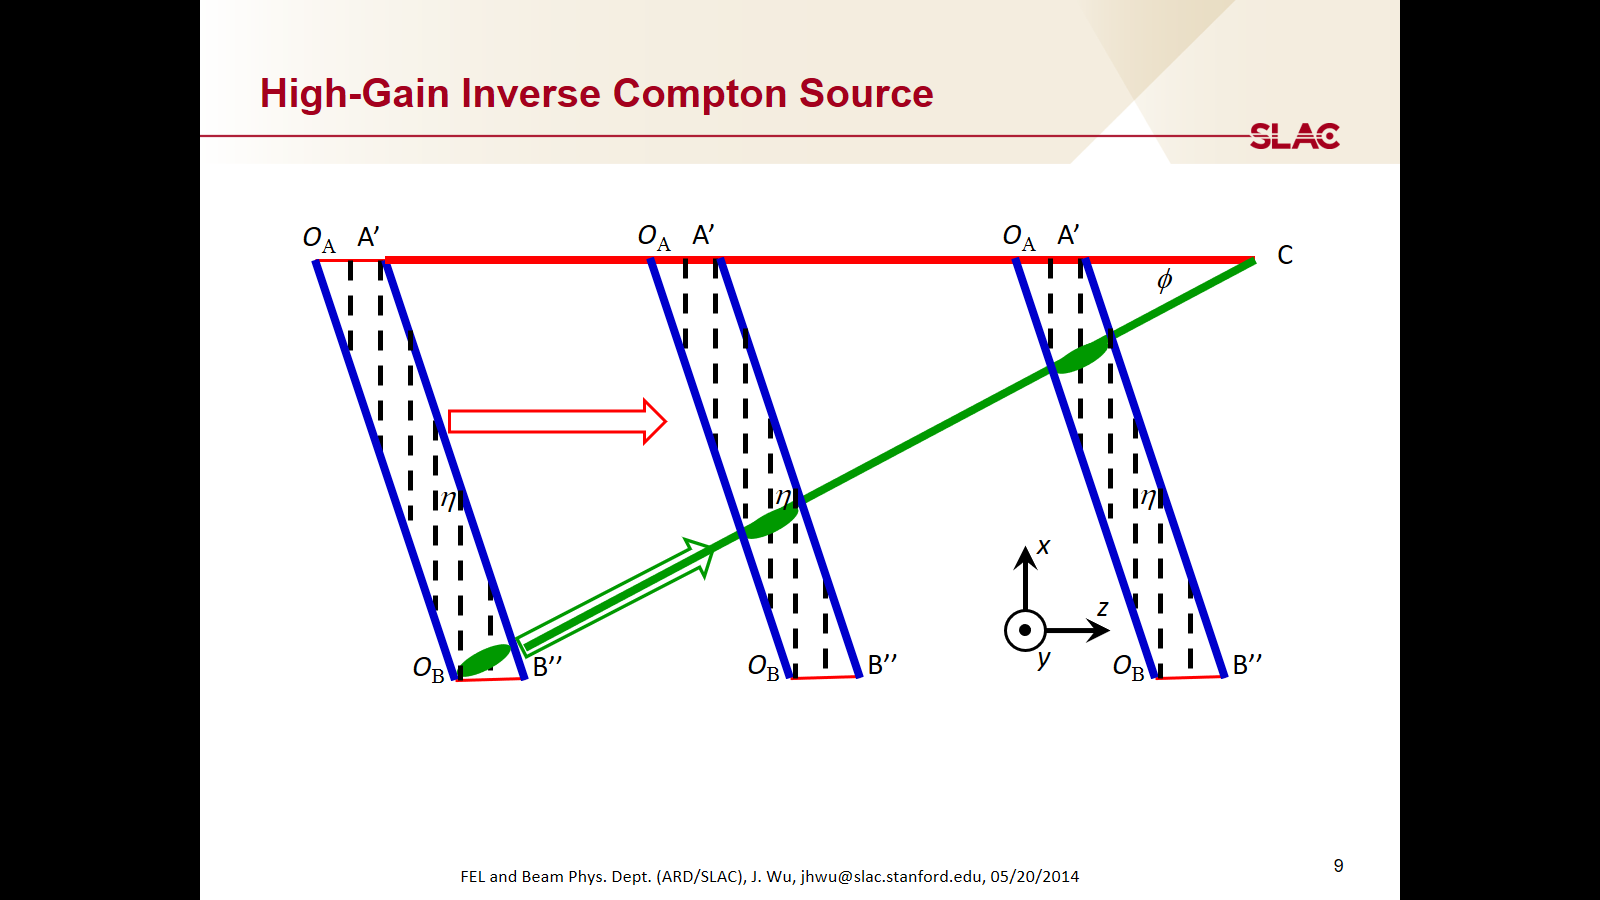 High-Gain Inverse Compton Source
SLAC
OA A’ OA A’ OA A’ C
ϕ
η η η
x
z
y
OB B’’ OB B’’ OB B’’
9
FEL and Beam Phys. Dept. (ARD/SLAC), J. Wu, jhwu@slac.stanford.edu, 05/20/2014